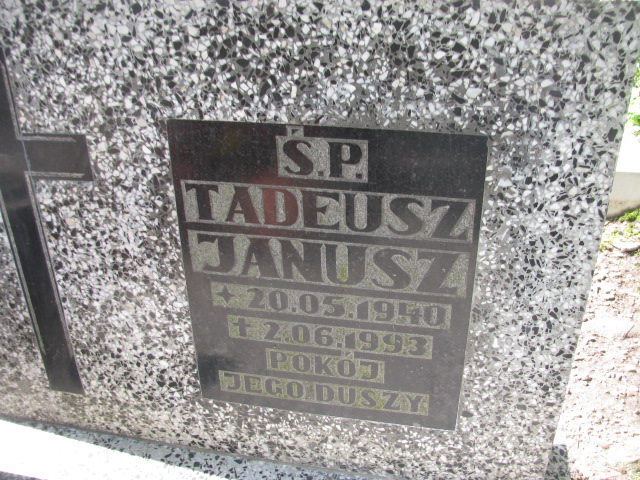 Ś.P.
TADEUSZ
JANUSZ
* 20.05.1940
† 2.06.1993
POKÓJ
JEGO DUSZY